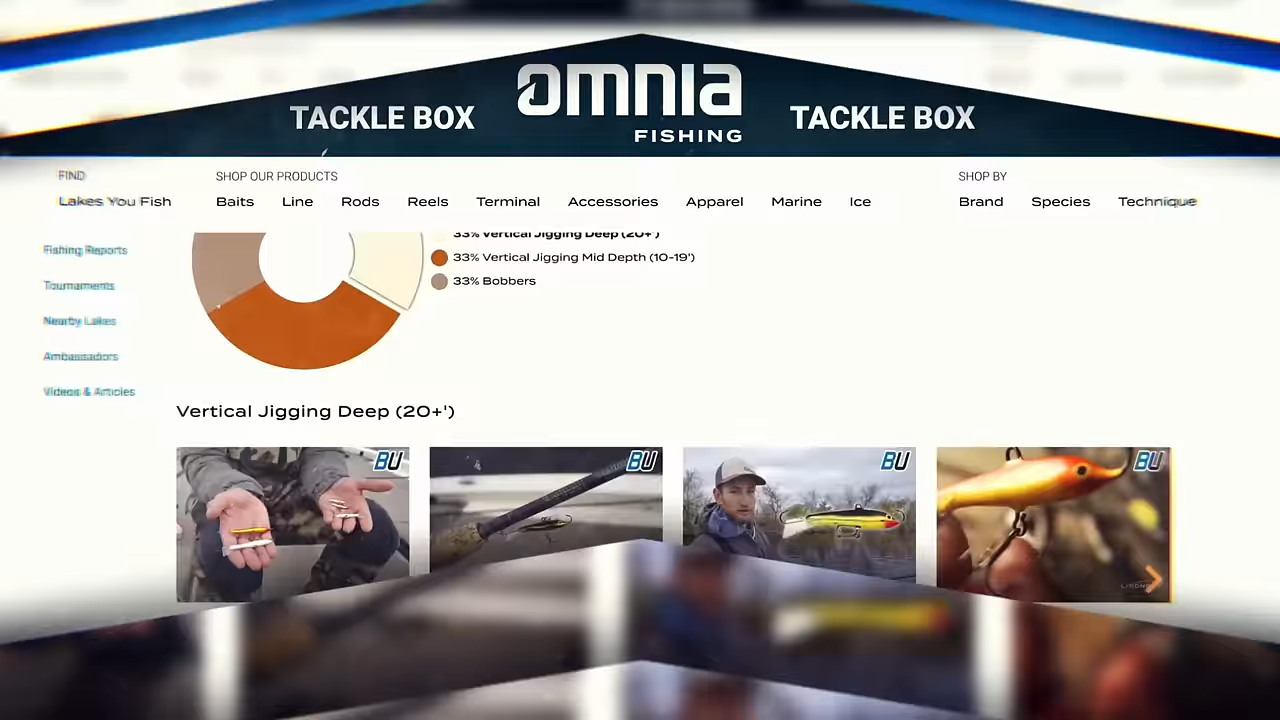 OMNIA
FISHING
TACKLE BOX
TACKLE BOX
FIND
SHOP OUR PRODUCTS
SHOP BY
Lakes You Fish
Baits Line Rods Reels Terminal Accessories Apparel Marine Ice
Brand Species Technique
Fishing Reports
Tournaments
Nearby Lakes
Ambassadors
Videos & Articles
33% Vertical Jigging Deep (20+')
33% Vertical Jigging Mid Depth (10-19')
33% Bobbers
Vertical Jigging Deep (20+')
BU
BU
BU
BU